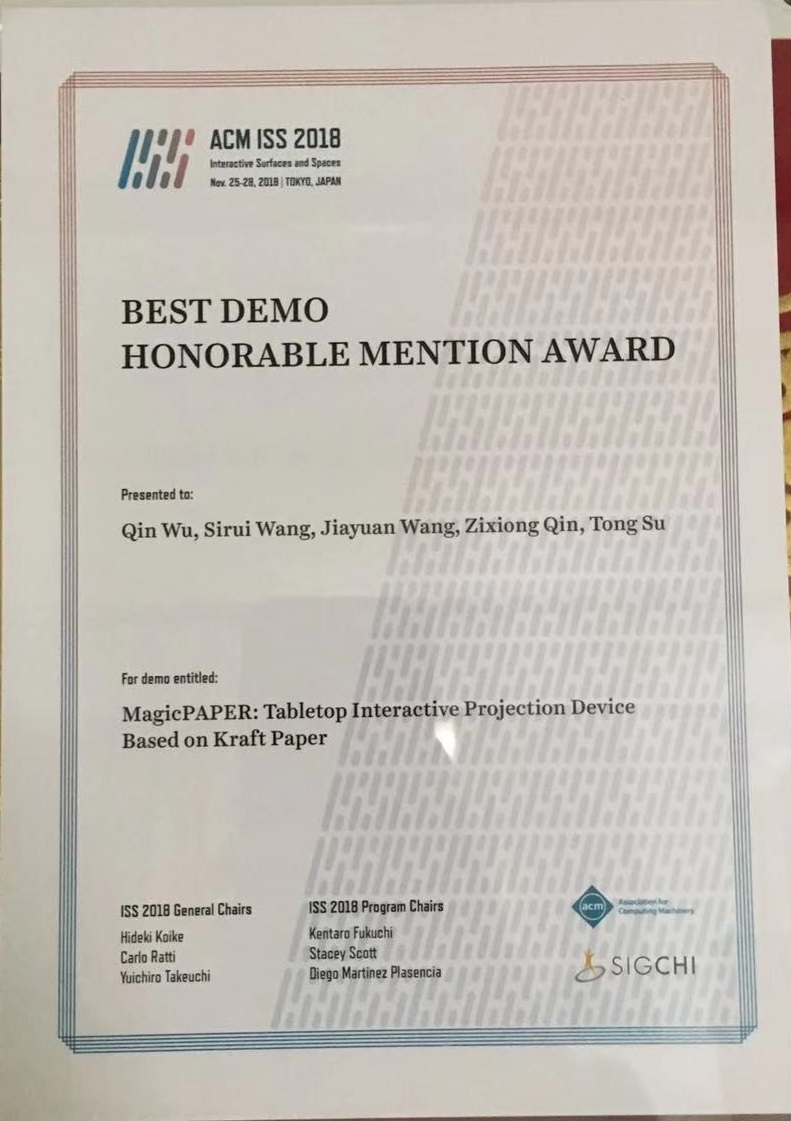 ACM ISS 2018
Interactive Surfaces and Spaces
Nov. 25-28, 2018 | TOKYO, JAPAN
BEST DEMO
HONORABLE MENTION AWARD
Presented to:
Qin Wu, Sirui Wang, Jiayuan Wang, Zixiong Qin, Tong Su
For demo entitled:
MagicPAPER: Tabletop Interactive Projection Device
Based on Kraft Paper
ISS 2018 General Chairs
Hideki Koike
Carlo Ratti
Yuichiro Takeuchi
ISS 2018 Program Chairs
Kentaro Fukuchi
Stacey Scott
Diego Martinez Plasencia
acm
Association for
Computing Machinery
SIGCHI